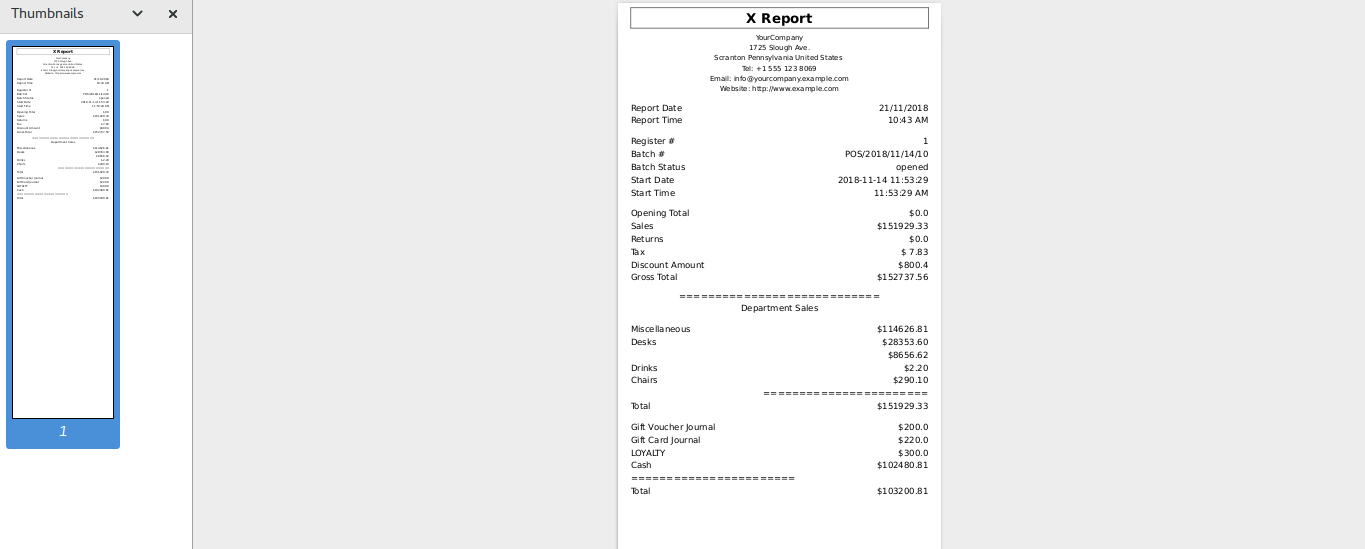 Thumbnails
1
X Report
YourCompany
1725 Slough Ave.
Scranton Pennsylvania United States
Tel: +1 555 123 8069
Email: info@yourcompany.example.com
Website: http://www.example.com
Report Date 21/11/2018
Report Time 10:43 AM
Register # 1
Batch # POS/2018/11/14/10
Batch Status opened
Start Date 2018-11-14 11:53:29
Start Time 11:53:29 AM
Opening Total $0.0
Sales $151929.33
Returns $0.0
Tax $ 7.83
Discount Amount $800.4
Gross Total $152737.56
===========================
Department Sales
Miscellaneous $114626.81
Desks $28353.60
$8656.62
Drinks $2.20
Chairs $290.10
======================
Total $151929.33
Gift Voucher Journal $200.0
Gift Card Journal $220.0
LOYALTY $300.0
Cash $102480.81
======================
Total $103200.81